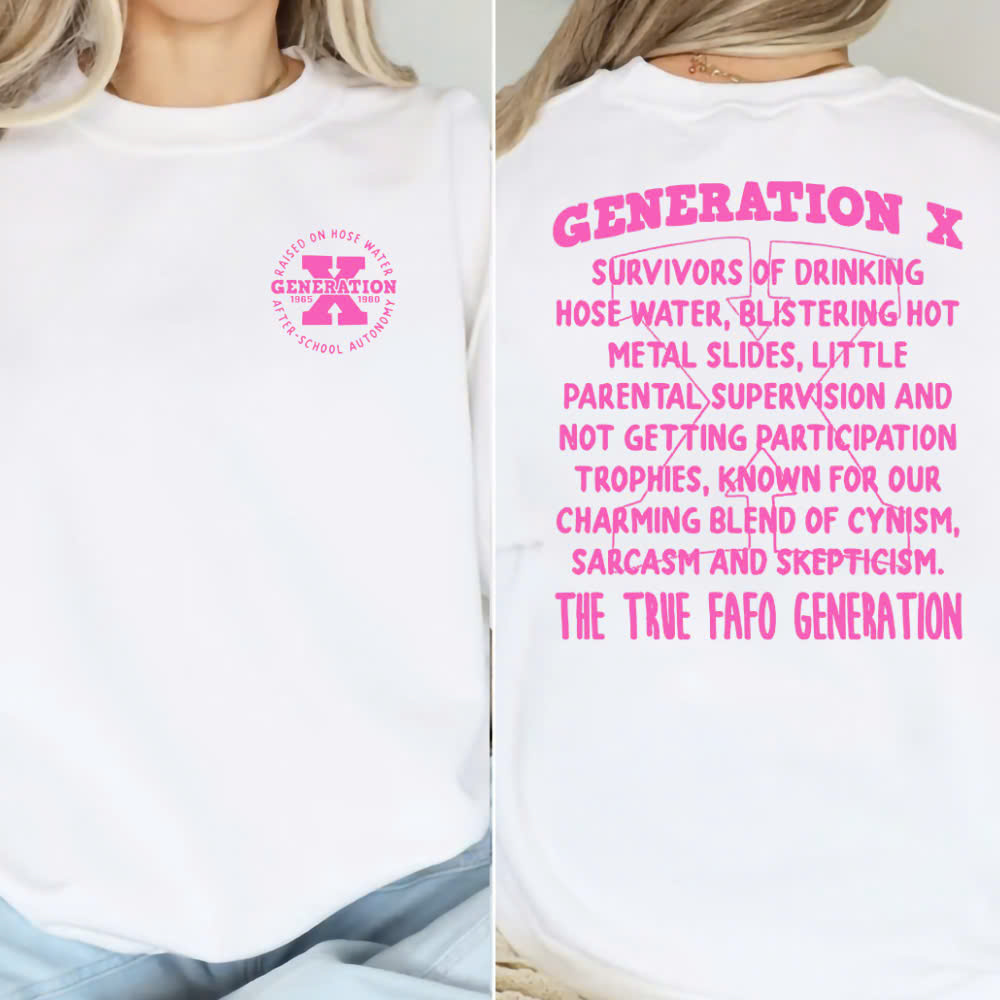 RAISED ON HOSE WATER
GENERATION
1965 1980
X
AFTER-SCHOOL AUTONOMY
GENERATION X
SURVIVORS OF DRINKING
HOSE WATER, BLISTERING HOT
METAL SLIDES, LITTLE
PARENTAL SUPERVISION AND
NOT GETTING PARTICIPATION
TROPHIES, KNOWN FOR OUR
CHARMING BLEND OF CYNISM,
SARCASM AND SKEPTICISM.
THE TRUE FAFO GENERATION